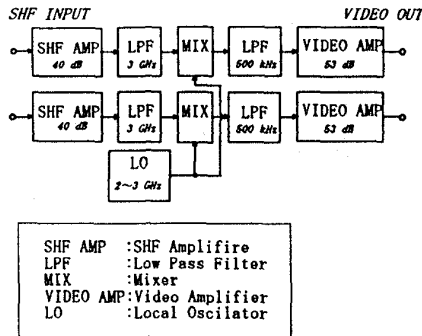 SHF INPUT VIDEO OUT
SHF AMP LPF MIX LPF VIDEO AMP
40 dB 3 GHz 500 kHz 53 dB
SHF AMP LPF MIX LPF VIDEO AMP
40 dB 3 GHz 500 kHz 53 dB
LO
2~3 GHz
SHF AMP :SHF Amplifire
LPF :Low Pass Filter
MIX :Mixer
VIDEO AMP:Video Amplifier
LO :Local Oscilator